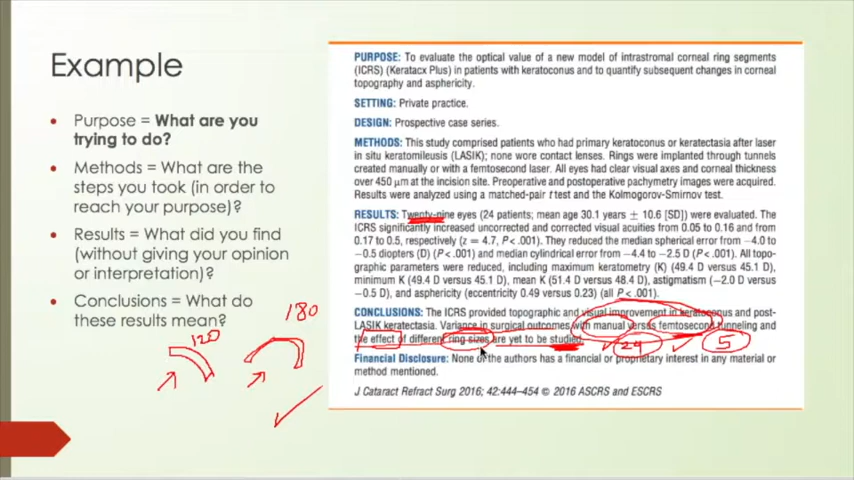 Example
Purpose = What are you
trying to do?
Methods = What are the
steps you took (in order to
reach your purpose)?
Results = What did you find
(without giving your opinion
or interpretation)?
Conclusions = What do
these results mean?
120
180
PURPOSE: To evaluate the optical value of a new model of intrastromal corneal ring segments
(ICRS) (Keratacx Plus) in patients with keratoconus and to quantify subsequent changes in corneal
topography and asphericity.
SETTING: Private practice.
DESIGN: Prospective case series.
METHODS: This study comprised patients who had primary keratoconus or keratectasia after laser
in situ keratomileusis (LASIK); none wore contact lenses. Rings were implanted through tunnels
created manually or with a femtosecond laser. All eyes had clear visual axes and corneal thickness
over 450 μm at the incision site. Preoperative and postoperative pachymetry images were acquired.
Results were analyzed using a matched-pair t test and the Kolmogorov-Smirnov test.
RESULTS: Twenty-nine eyes (24 patients; mean age 30.1 years ± 10.6 [SD]) were evaluated. The
ICRS significantly increased uncorrected and corrected visual acuities from 0.05 to 0.16 and from
0.17 to 0.5, respectively (z = 4.7, P<.001). They reduced the median spherical error from −4.0 to
−0.5 diopters (D) (P<.001) and median cylindrical error from −4.4 to −2.5 D (P<.001). All topo-
graphic parameters were reduced, including maximum keratometry (K) (49.4 D versus 45.1 D),
minimum K (49.4 D versus 45.1 D), mean K (51.4 D versus 48.4 D), astigmatism (−2.0 D versus
−0.5 D), and asphericity (eccentricity 0.49 versus 0.23) (all P<.001).
CONCLUSIONS: The ICRS provided topographic and visual improvement in keratoconus and post-
LASIK keratectasia. Variance in surgical outcomes with manual versus femtosecond tunneling and
the effect of different ring sizes are yet to be studied.
24
5
Financial Disclosure: None of the authors has a financial or proprietary interest in any material or
method mentioned.
J Cataract Refract Surg 2016; 42:444–454 © 2016 ASCRS and ESCRS